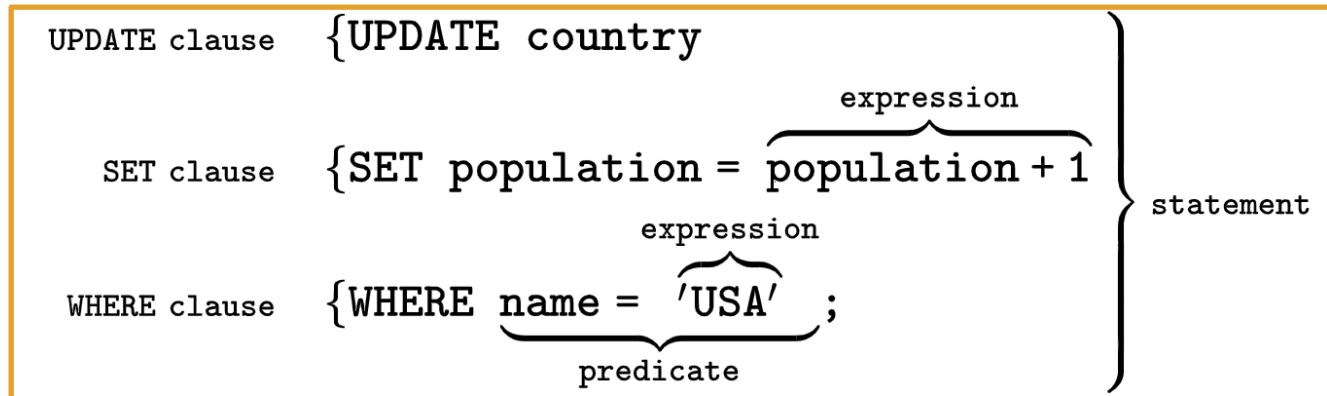 UPDATE clause {UPDATE country
expression
SET clause {SET population = population + 1
statement
expression
WHERE clause {WHERE name = 'USA' ;
predicate